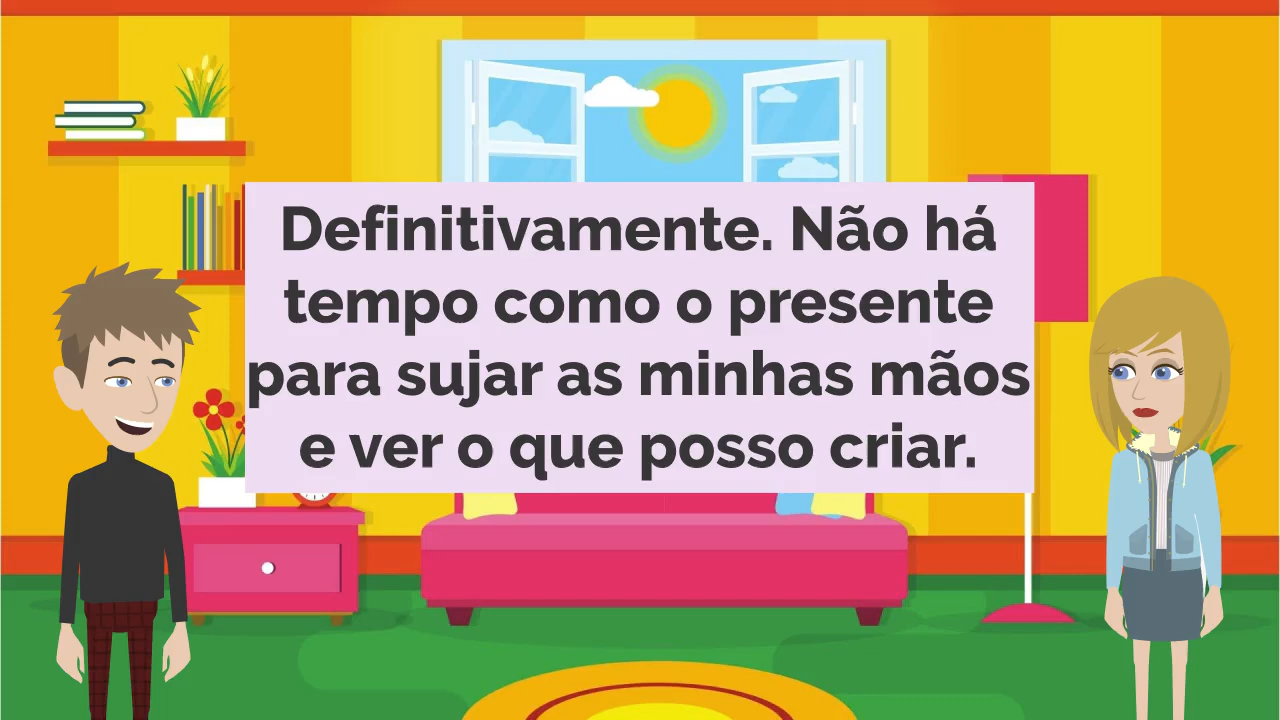 Definitivamente. Não há
tempo como o presente
para sujar as minhas mãos
e ver o que posso criar.